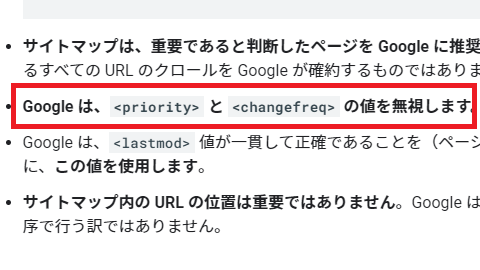 サイトマップは、重要であると判断したページを Google に推奨
るすべての URL のクロールを Google が確約するものではありま
Google は、<priority> と <changefreq> の値を無視します。
Google は、<lastmod> 値が一貫して正確であることを（ページ
に、この値を使用します。
サイトマップ内の URL の位置は重要ではありません。Google は
序で行う訳ではありません。